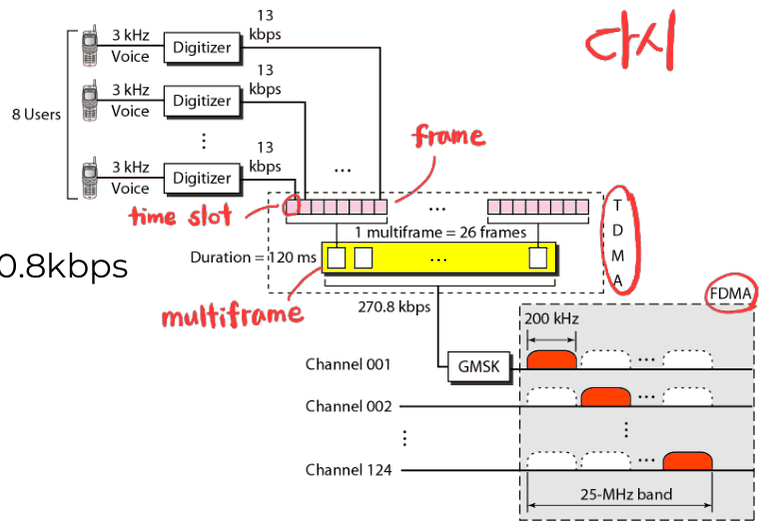 다시
13
3 kHz
kbps
Digitizer
Voice
13
3 kHz
kbps
Digitizer
Voice
8 Users
⋮
13
3 kHz
kbps
Digitizer
Voice
...
frame
time slot
...
TDMA
1 multiframe = 26 frames
0.8kbps
Duration = 120 ms
...
multiframe
270.8 kbps
FDMA
200 kHz
Channel 001
GMSK
...
Channel 002
...
⋮
⋮
Channel 124
...
25-MHz band